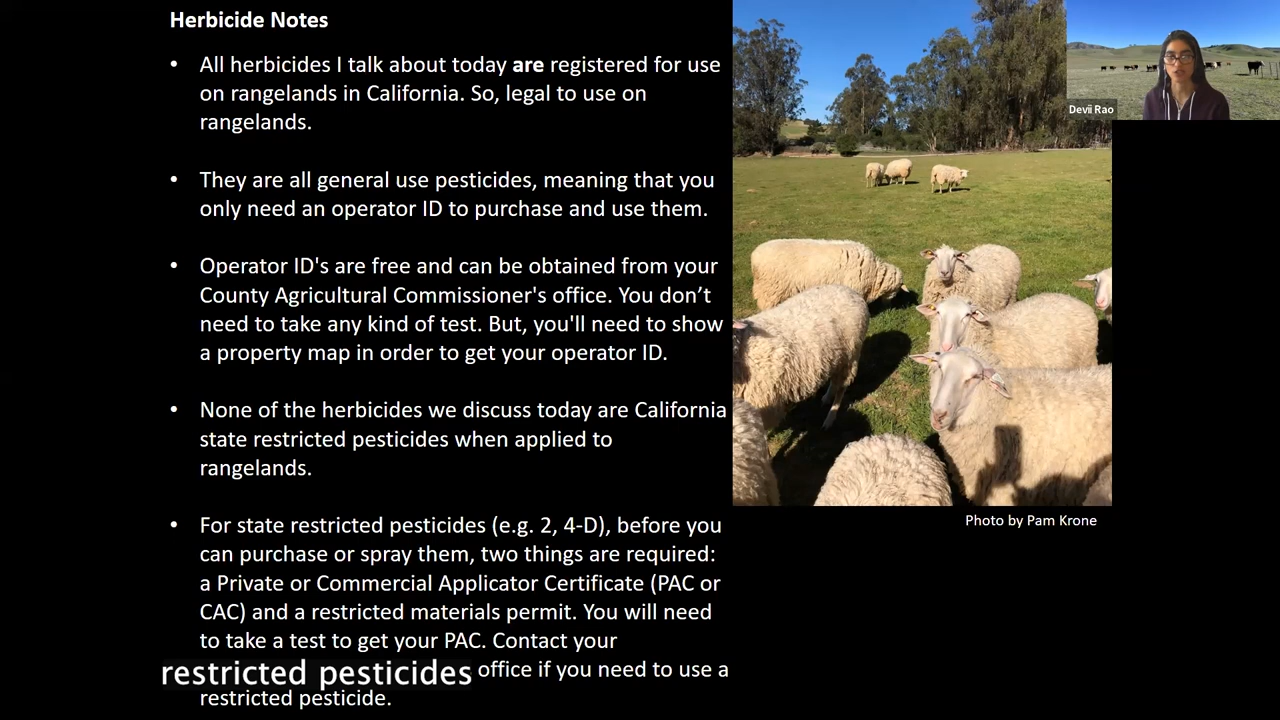 Herbicide Notes
• All herbicides I talk about today are registered for use
on rangelands in California. So, legal to use on
rangelands.
• They are all general use pesticides, meaning that you
only need an operator ID to purchase and use them.
• Operator ID's are free and can be obtained from your
County Agricultural Commissioner's office. You don’t
need to take any kind of test. But, you'll need to show
a property map in order to get your operator ID.
• None of the herbicides we discuss today are California
state restricted pesticides when applied to
rangelands.
• For state restricted pesticides (e.g. 2, 4-D), before you
can purchase or spray them, two things are required:
a Private or Commercial Applicator Certificate (PAC or
CAC) and a restricted materials permit. You will need
to take a test to get your PAC. Contact your
restricted pesticides office if you need to use a
restricted pesticide.
Devii Rao
Photo by Pam Krone